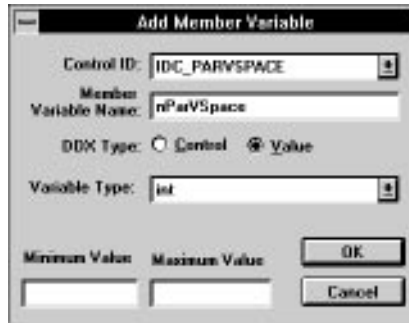 Add Member Variable
Control ID: IDC_PARVSPACE
Member
Variable Name: nParVSpace
DDX Type: Control Value
Variable Type: int
Minimum Value Maximum Value OK
Cancel